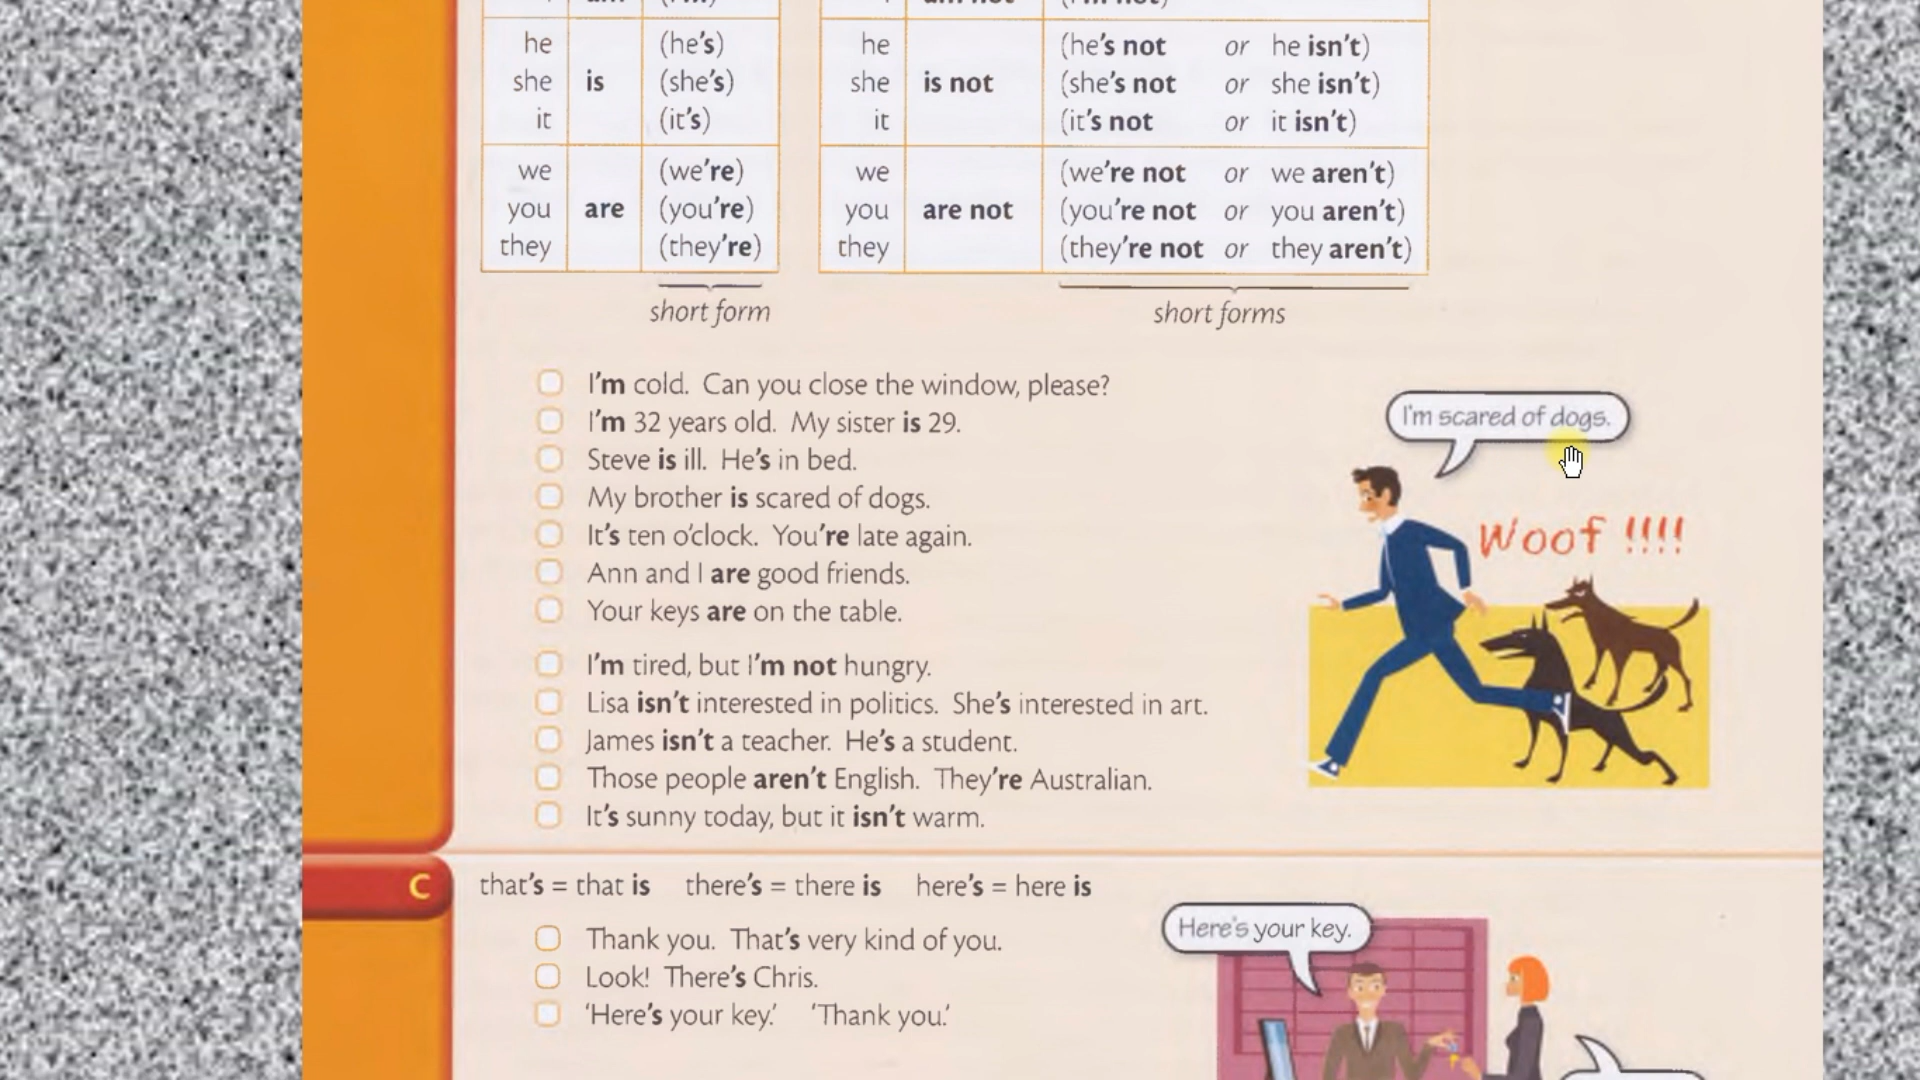 he (he's) he (he's not or he isn't)
she is (she's) she is not (she's not or she isn't)
it (it's) it (it's not or it isn't)
we (we're) we (we're not or we aren't)
you are (you're) you are not (you're not or you aren't)
they (they're) they (they're not or they aren't)
short form short forms
I'm cold. Can you close the window, please?
I'm 32 years old. My sister is 29.
Steve is ill. He's in bed.
My brother is scared of dogs.
It's ten o'clock. You're late again.
Ann and I are good friends.
Your keys are on the table.
I'm scared of dogs.
Woof !!!!
I'm tired, but I'm not hungry.
Lisa isn't interested in politics. She's interested in art.
James isn't a teacher. He's a student.
Those people aren't English. They're Australian.
It's sunny today, but it isn't warm.
C that's = that is there's = there is here's = here is
Thank you. That's very kind of you.
Look! There's Chris.
'Here's your key.' 'Thank you.'
Here's your key.